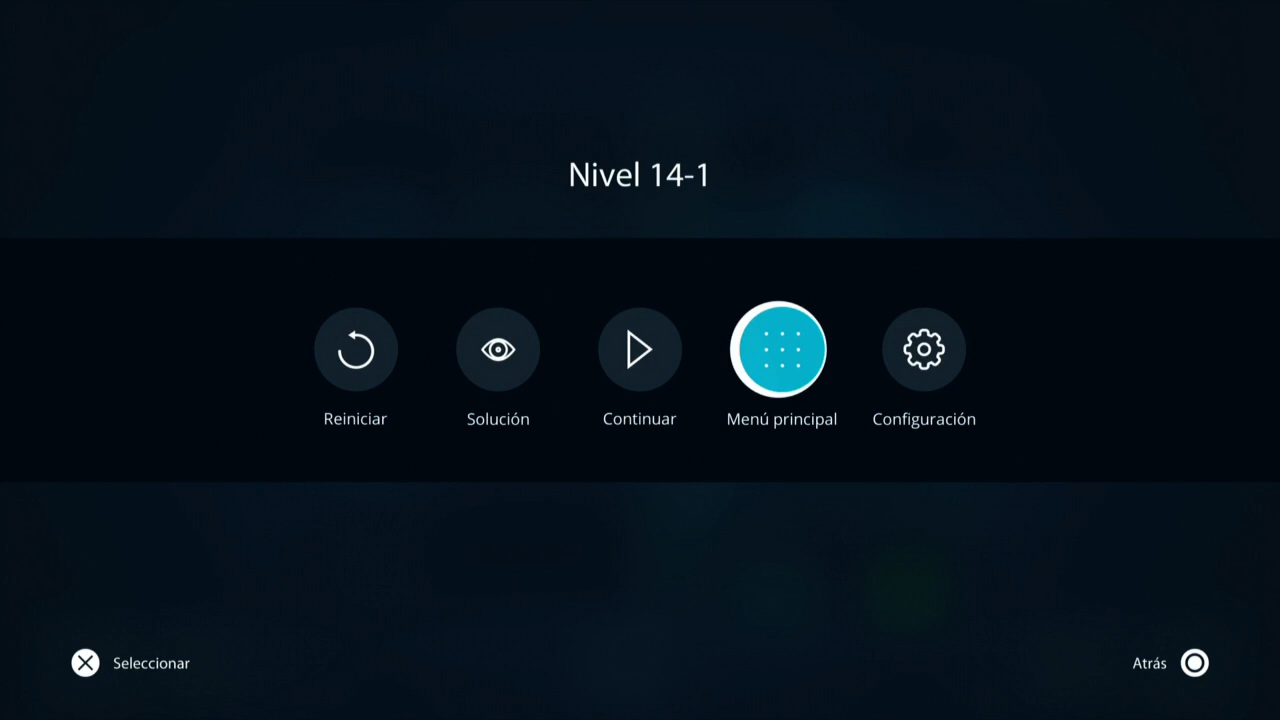 Nivel 14-1
Reiniciar
Solución
Continuar
Menú principal
Configuración
Seleccionar
Atrás